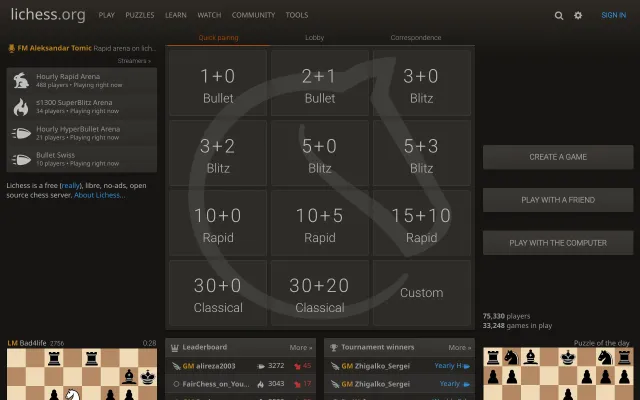 lichess.org PLAY PUZZLES LEARN WATCH COMMUNITY TOOLS SIGN IN
Quick pairing Lobby Correspondence
FM Aleksandar Tomic Rapid arena on lich...
Streamers »
Hourly Rapid Arena
488 players • Playing right now
≤1300 SuperBlitz Arena
34 players • Playing right now
Hourly HyperBullet Arena
21 players • Playing right now
Bullet Swiss
10 players • Playing right now
Lichess is a free (really), libre, no-ads, open
source chess server. About Lichess...
1+0
Bullet
2+1
Bullet
3+0
Blitz
3+2
Blitz
5+0
Blitz
5+3
Blitz
10+0
Rapid
10+5
Rapid
15+10
Rapid
30+0
Classical
30+20
Classical
Custom
CREATE A GAME
PLAY WITH A FRIEND
PLAY WITH THE COMPUTER
75,330 players
33,248 games in play
LM Bad4life 2756 0:28
Leaderboard More »
GM alireza2003 3272 45
FairChess_on_You... 3043 17
Tournament winners More »
GM Zhigalko_Sergei Yearly H
GM Zhigalko_Sergei Yearly
Puzzle of the day